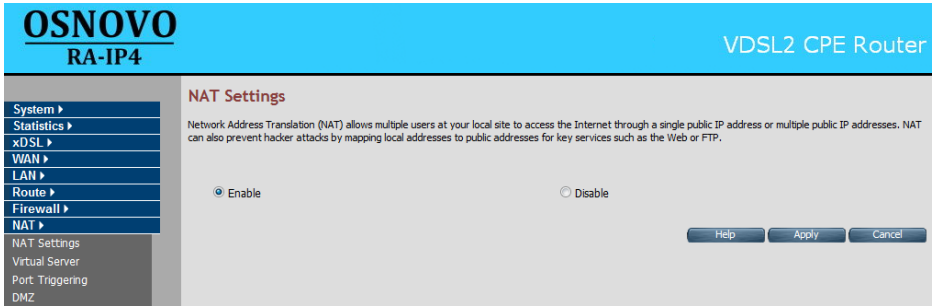 OSNOVO
RA-IP4
VDSL2 CPE Router
System
Statistics
xDSL
WAN
LAN
Route
Firewall
NAT
NAT Settings
Virtual Server
Port Triggering
DMZ
NAT Settings
Network Address Translation (NAT) allows multiple users at your local site to access the Internet through a single public IP address or multiple public IP addresses. NAT
can also prevent hacker attacks by mapping local addresses to public addresses for key services such as the Web or FTP.
Enable Disable
Help Apply Cancel